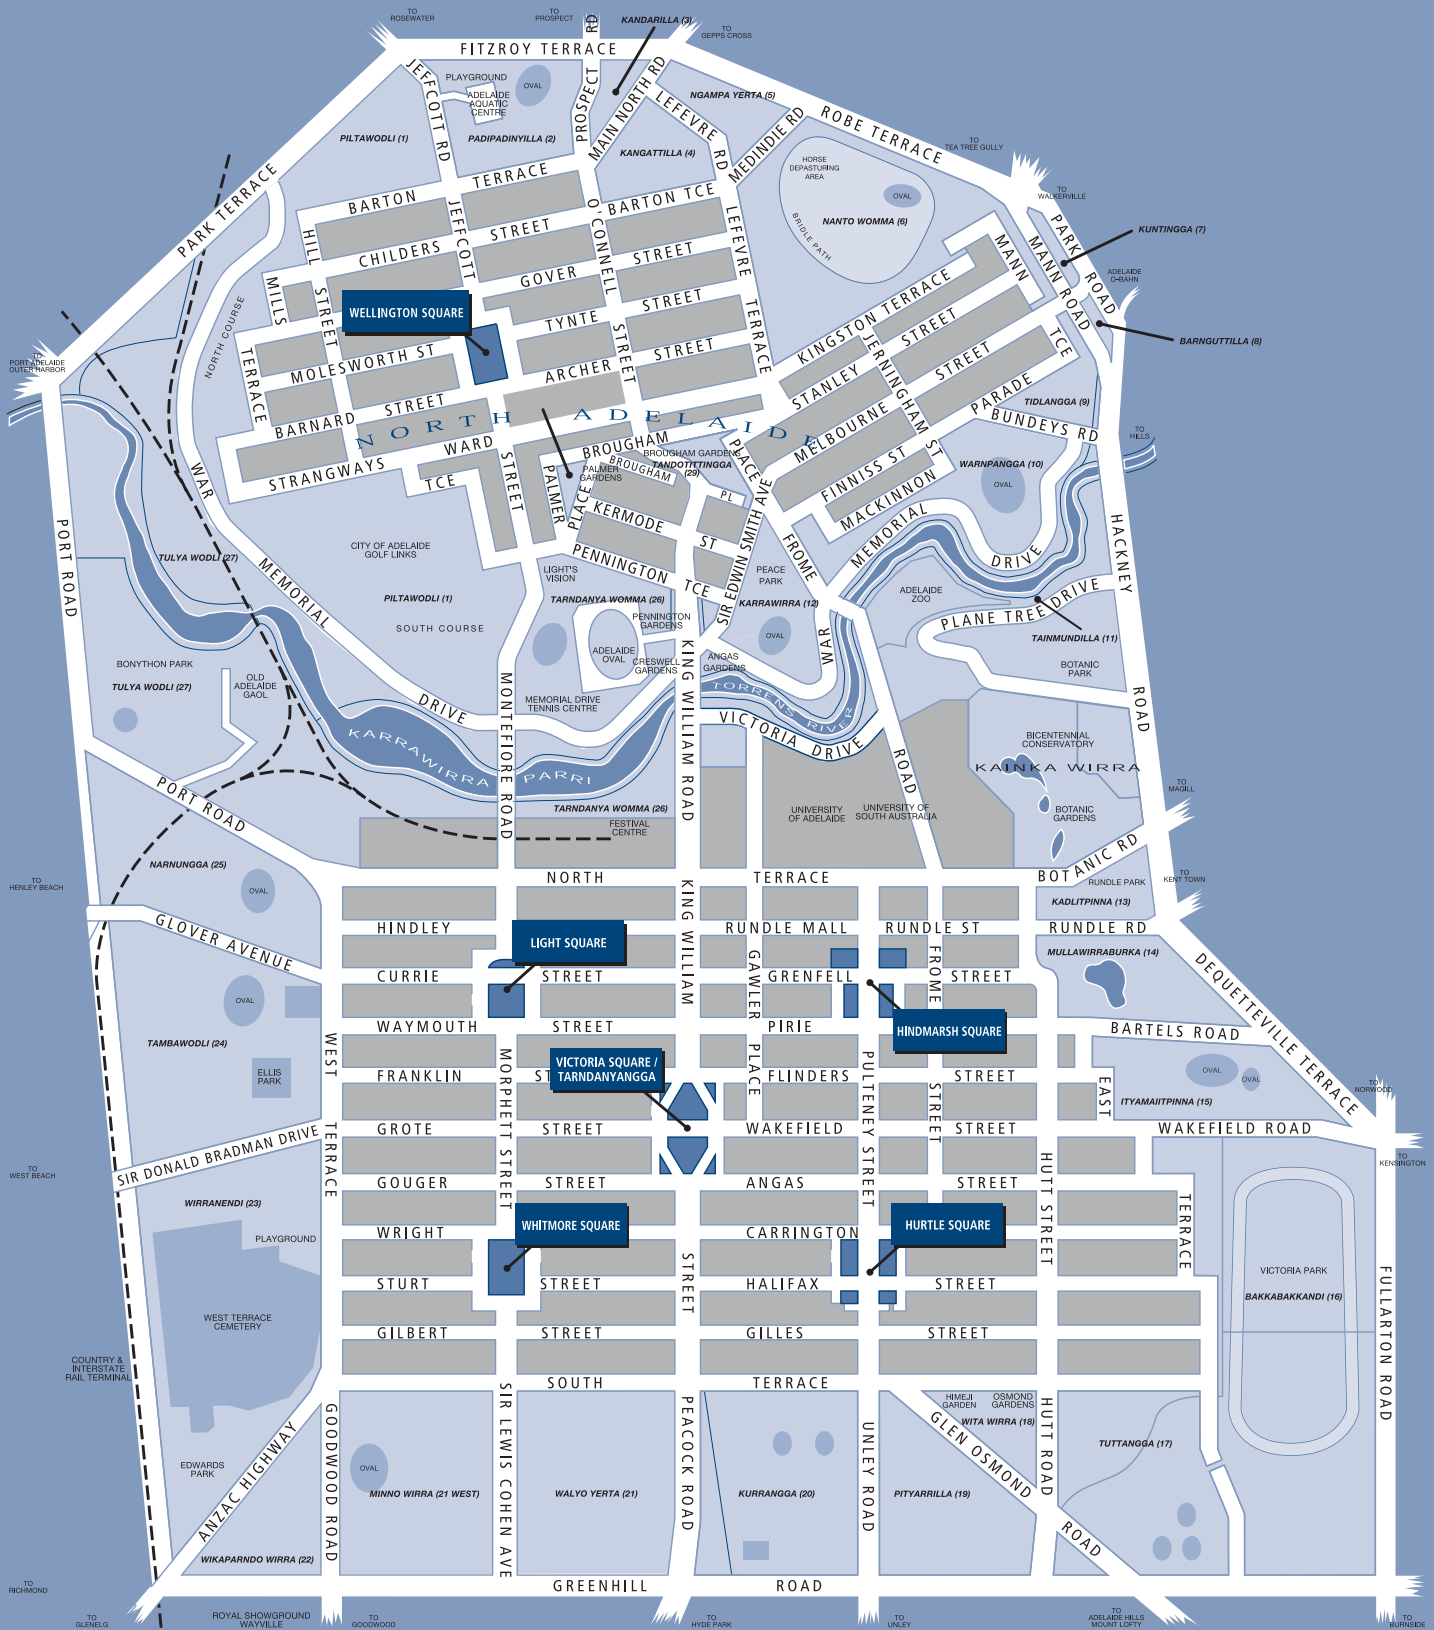 TO
ROSEWATER
TO
PROSPECT
KANDARILLA (3)
TO
GEPPS CROSS
FITZROY TERRACE
PROSPECT RD
JEFFCOTT RD
PLAYGROUND
ADELAIDE
AQUATIC
CENTRE
OVAL
MAIN NORTH RD
NGAMPA YERTA (5)
LEFEVRE RD
ROBE TERRACE
MEDINDIE RD
PILTAWODLI (1)
PADIPADINYILLA (2)
KANGATTILLA (4)
TO
TEA TREE GULLY
HORSE
DEPASTURING
AREA
OVAL
NANTO WOMMA (6)
BRIDLE PATH
TO
WALKERVILLE
PARK ROAD
KUNTINGGA (7)
ADELAIDE
O-BAHN
BARNGUTTILLA (8)
PARK TERRACE
BARTON TERRACE
BARTON TCE
HILL STREET
CHILDERS STREET
JEFFCOTT
O'CONNELL STREET
LEFEVRE TERRACE
GOVER STREET
MILLS TERRACE
NORTH COURSE
WELLINGTON SQUARE
TYNTE STREET
MOLESWORTH ST
ARCHER STREET
BARNARD STREET
NORTH ADELAIDE
WARD
STREET
STRANGWAYS TCE
KINGSTON TERRACE
MANN TCE
MANN ROAD
STANLEY STREET
JERNINGHAM ST
MELBOURNE STREET
FINNISS ST
MACKINNON PARADE
TIDLANGGA (9)
BUNDEYS RD
WARNPANGGA (10)
OVAL
TO
HILLS
TO
PORT ADELAIDE
OUTER HARBOR
BROUGHAM PLACE
BROUGHAM GARDENS
TANDOTITTINGGA
(29)
BROUGHAM
PL
PALMER PLACE
PALMER
GARDENS
KERMODE ST
PENNINGTON TCE
SIR EDWIN SMITH AVE
WAR MEMORIAL DRIVE
CITY OF ADELAIDE
GOLF LINKS
PILTAWODLI (1)
SOUTH COURSE
LIGHT'S
VISION
TARNDANYA WOMMA (26)
ADELAIDE
OVAL
PENNINGTON
GARDENS
CRESWELL
GARDENS
ANGAS
GARDENS
MEMORIAL DRIVE
TENNIS CENTRE
PEACE
PARK
KARRAWIRRA (12)
OVAL
FROME ROAD
WAR MEMORIAL DRIVE
ADELAIDE
ZOO
PLANE TREE DRIVE
TAINMUNDILLA (11)
BOTANIC
PARK
HACKNEY ROAD
PORT ROAD
TULYA WODLI (27)
BONYTHON PARK
TULYA WODLI (27)
OLD
ADELAIDE
GAOL
KARRAWIRRA PARRI
TORRENS RIVER
MONTEFIORE ROAD
KING WILLIAM ROAD
VICTORIA DRIVE
BICENTENNIAL
CONSERVATORY
KAINKA WIRRA
BOTANIC
GARDENS
TO
MAGILL
PORT ROAD
TARNDANYA WOMMA (26)
FESTIVAL
CENTRE
UNIVERSITY
OF ADELAIDE
UNIVERSITY OF
SOUTH AUSTRALIA
BOTANIC RD
NARNUNGGA (25)
OVAL
TO
HENLEY BEACH
GLOVER AVENUE
NORTH TERRACE
RUNDLE PARK
KADLITPINNA (13)
TO
KENT TOWN
HINDLEY
RUNDLE MALL
RUNDLE ST
RUNDLE RD
LIGHT SQUARE
MULLAWIRRABURKA (14)
CURRIE STREET
GRENFELL STREET
KING WILLIAM STREET
GAWLER PLACE
FROME STREET
DEQUETTEVILLE TERRACE
OVAL
WAYMOUTH STREET
PIRIE
HINDMARSH SQUARE
BARTELS ROAD
TAMBAWODLI (24)
WEST TERRACE
ELLIS
PARK
VICTORIA SQUARE /
TARNDANYANGGA
FRANKLIN ST
FLINDERS STREET
MORPHETT STREET
PULTENEY STREET
EAST TERRACE
OVAL
OVAL
ITYAMAIITPINNA (15)
TO
NORWOOD
GROTE STREET
WAKEFIELD STREET
WAKEFIELD ROAD
SIR DONALD BRADMAN DRIVE
TO
WEST BEACH
TO
KENSINGTON
HUTT STREET
GOUGER STREET
ANGAS STREET
WIRRANENDI (23)
PLAYGROUND
WRIGHT
WHITMORE SQUARE
CARRINGTON
HURTLE SQUARE
STURT STREET
HALIFAX STREET
VICTORIA PARK
BAKKABAKKANDI (16)
WEST TERRACE
CEMETERY
GILBERT STREET
GILLES STREET
FULLARTON ROAD
COUNTRY &
INTERSTATE
RAIL TERMINAL
SOUTH TERRACE
HIMEJI
GARDEN
OSMOND
GARDENS
WITA WIRRA (18)
TUTTANGGA (17)
ANZAC HIGHWAY
GOODWOOD ROAD
SIR LEWIS COHEN AVE
PEACOCK ROAD
UNLEY ROAD
GLEN OSMOND ROAD
HUTT ROAD
EDWARDS
PARK
OVAL
MINNO WIRRA (21 WEST)
WALYO YERTA (21)
KURRANGGA (20)
PITYARRILLA (19)
WIKAPARNDO WIRRA (22)
GREENHILL ROAD
TO
RICHMOND
TO
GLENELG
ROYAL SHOWGROUND
WAYVILLE
TO
GOODWOOD
TO
HYDE PARK
TO
UNLEY
TO
ADELAIDE HILLS
MOUNT LOFTY
TO
BURNSIDE